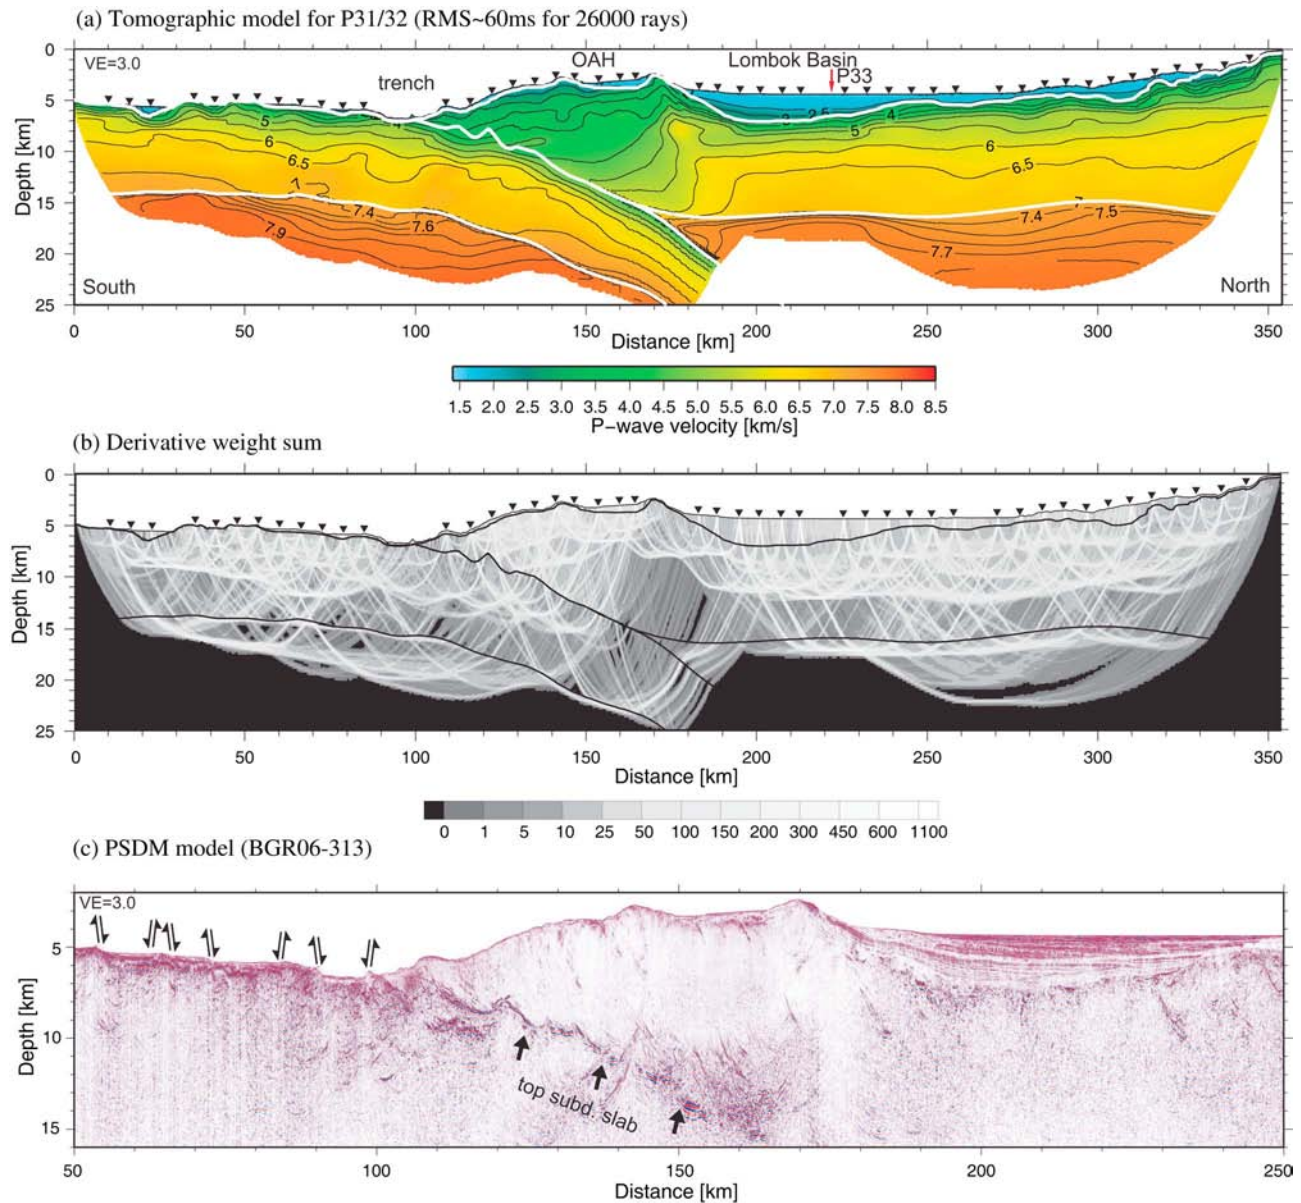 (a) Tomographic model for P31/32 (RMS~60ms for 26000 rays)
VE=3.0
OAH
Lombok Basin
trench
P33
0
5
10
15
20
25
Depth [km]
4
3
2.5
4
5
5
6
6
6.5
6.5
7
7
7.4
7.4
7.5
7.6
7.7
7.9
South
North
0 50 100 150 200 250 300 350
Distance [km]
1.5 2.0 2.5 3.0 3.5 4.0 4.5 5.0 5.5 6.0 6.5 7.0 7.5 8.0 8.5
P-wave velocity [km/s]
(b) Derivative weight sum
0
5
10
15
20
25
Depth [km]
0 50 100 150 200 250 300 350
Distance [km]
0 1 5 10 25 50 100 150 200 300 450 600 1100
(c) PSDM model (BGR06-313)
VE=3.0
5
10
15
Depth [km]
top subd. slab
50 100 150 200 250
Distance [km]